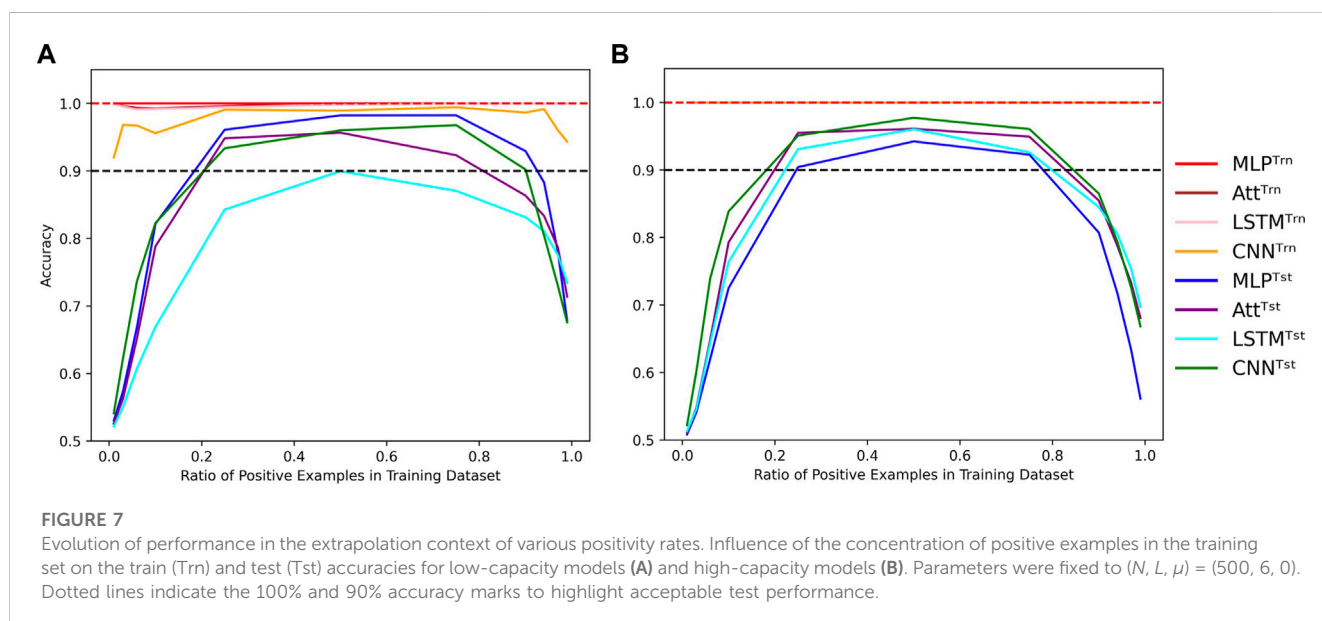 A
B
1.0
0.9
0.8
0.7
0.6
0.5
Accuracy
0.0 0.2 0.4 0.6 0.8 1.0
Ratio of Positive Examples in Training Dataset
1.0
0.9
0.8
0.7
0.6
0.5
0.0 0.2 0.4 0.6 0.8 1.0
Ratio of Positive Examples in Training Dataset
MLPTrn
AttTrn
LSTMTrn
CNNTrn
MLPTst
AttTst
LSTMTst
CNNTst
FIGURE 7
Evolution of performance in the extrapolation context of various positivity rates. Influence of the concentration of positive examples in the training
set on the train (Trn) and test (Tst) accuracies for low-capacity models (A) and high-capacity models (B). Parameters were fixed to (N, L, μ) = (500, 6, 0).
Dotted lines indicate the 100% and 90% accuracy marks to highlight acceptable test performance.